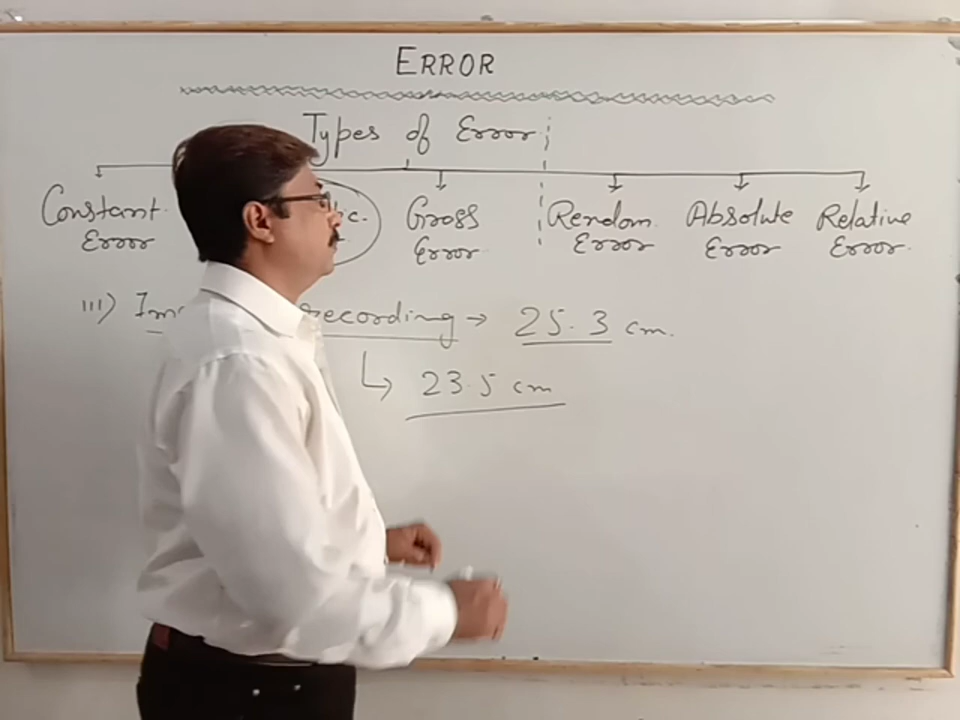 ERROR
Types of Error
Constant Error
Gross Error
Rendom Error
Absolute Error
Relative Error
III) recording → 25.3 cm.
↳ 23.5 cm